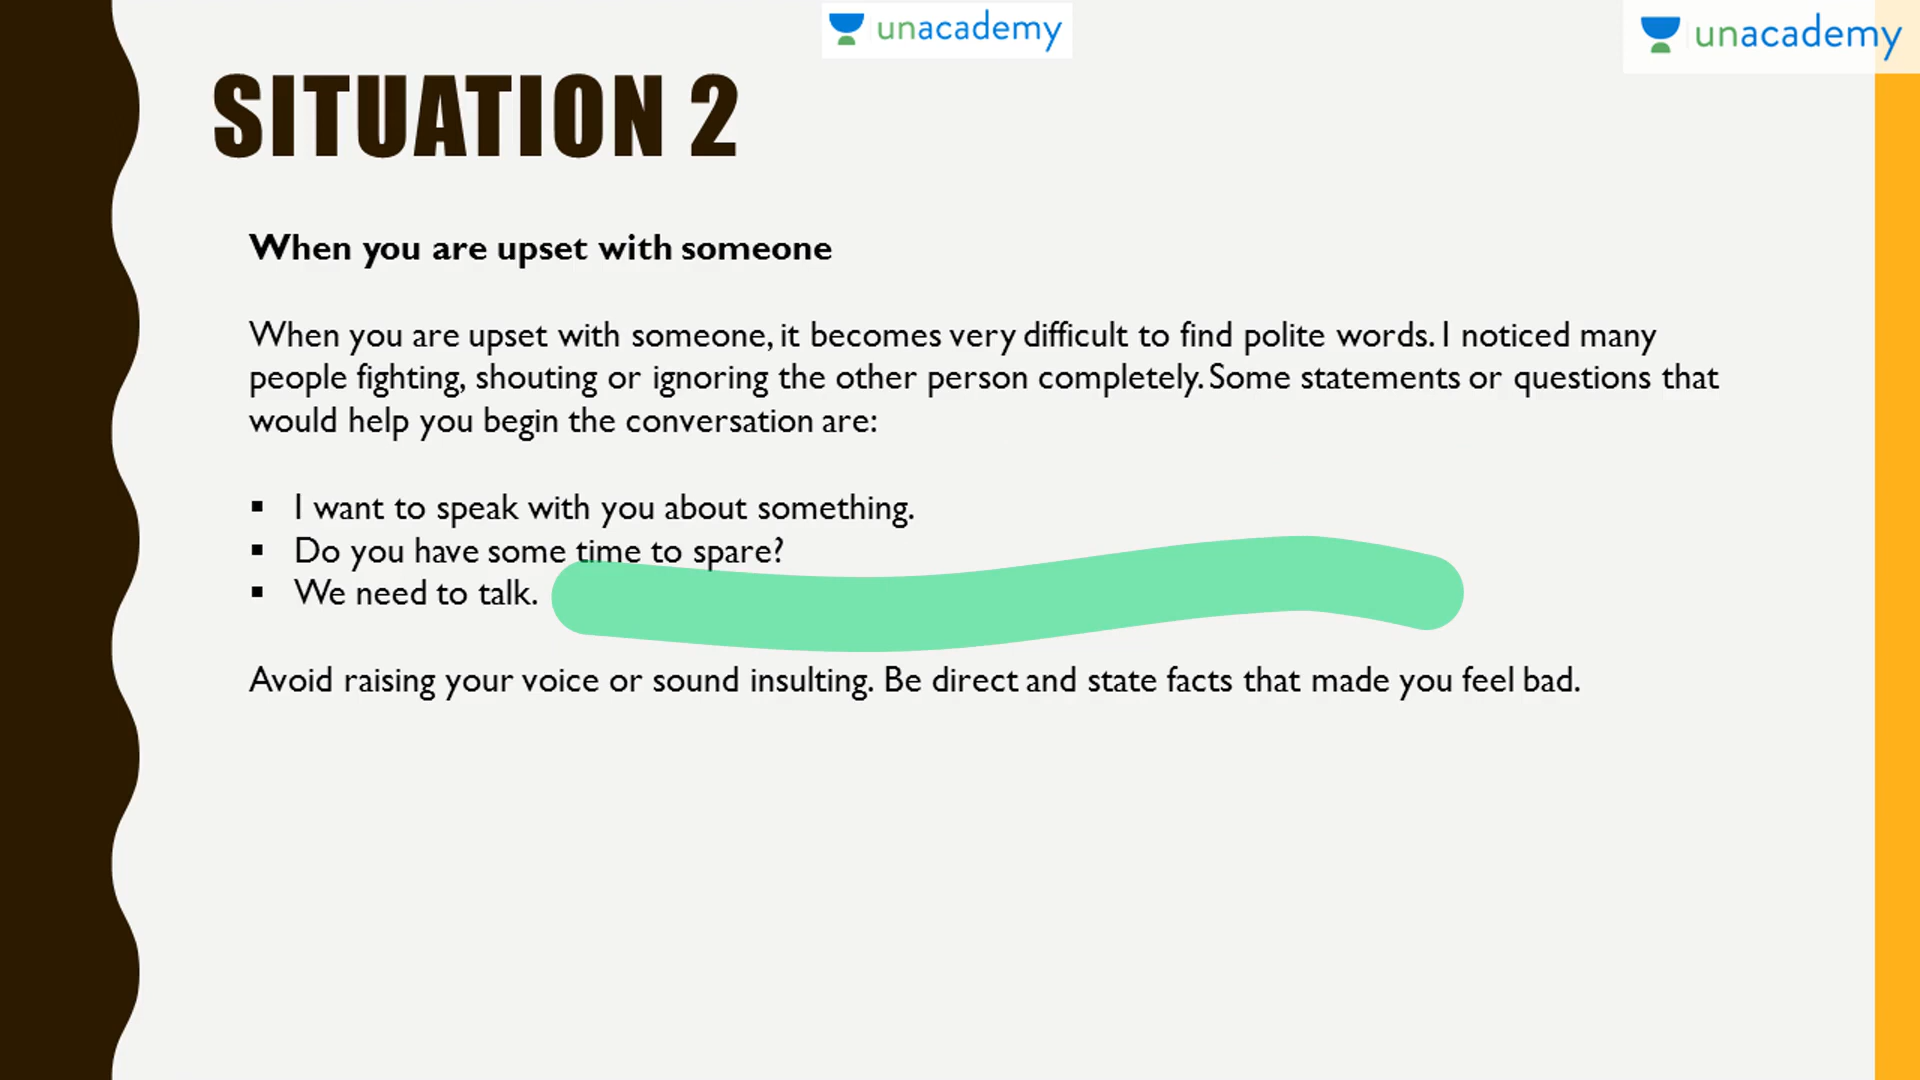 unacademy
unacademy
SITUATION 2
When you are upset with someone
When you are upset with someone, it becomes very difficult to find polite words. I noticed many
people fighting, shouting or ignoring the other person completely. Some statements or questions that
would help you begin the conversation are:
▪ I want to speak with you about something.
▪ Do you have some time to spare?
▪ We need to talk.
Avoid raising your voice or sound insulting. Be direct and state facts that made you feel bad.